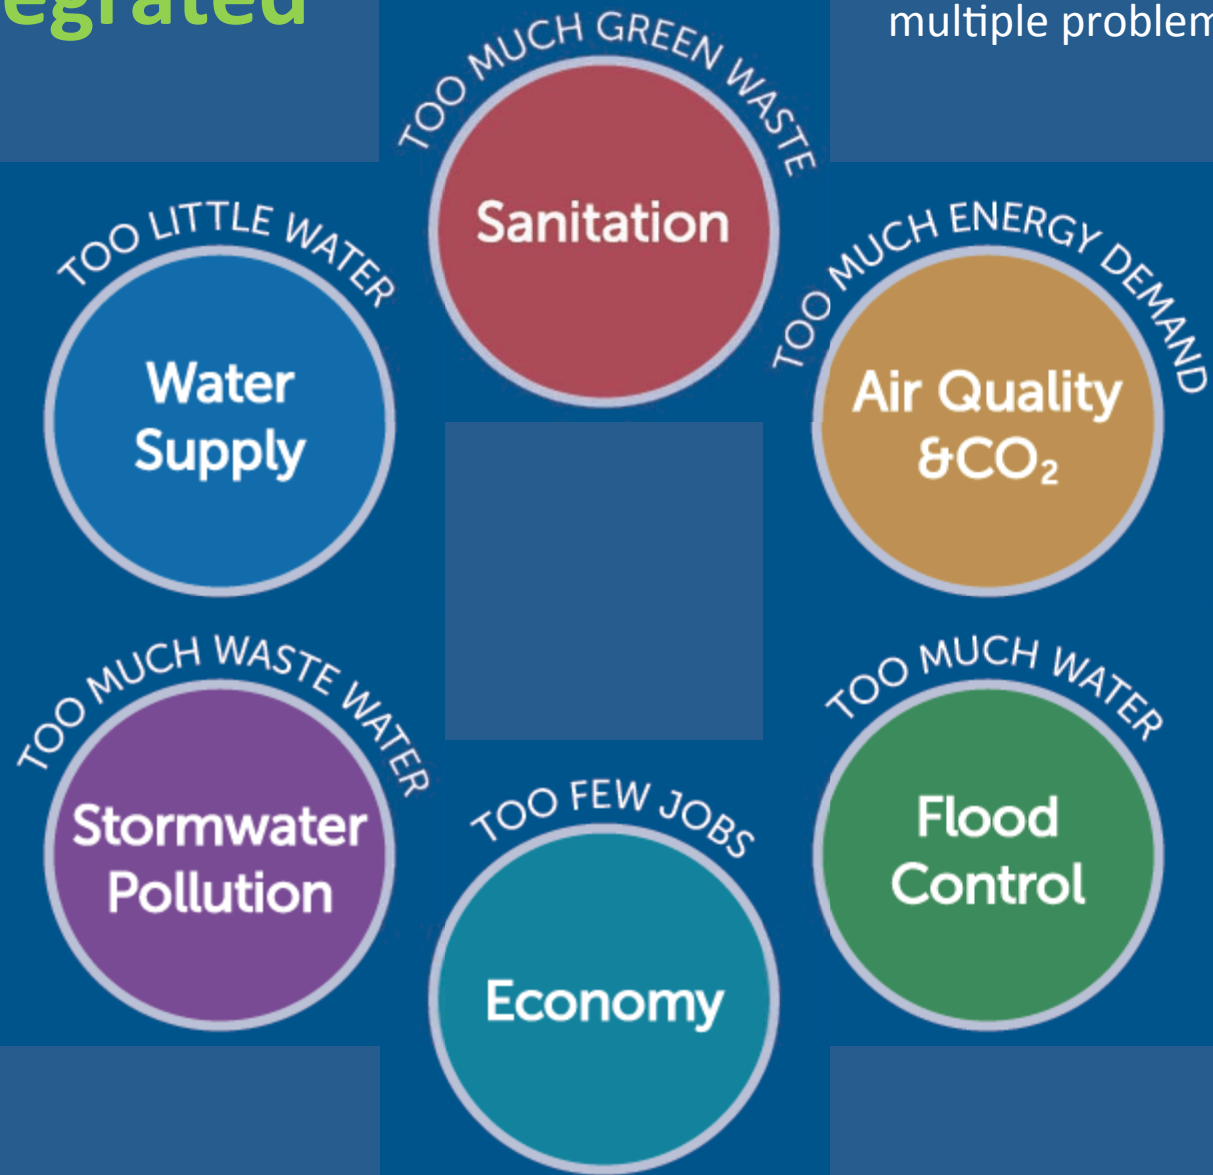 egrated
multiple problem
TOO MUCH GREEN WASTE
Sanitation
TOO LITTLE WATER
Water
Supply
TOO MUCH ENERGY DEMAND
Air Quality
&CO₂
TOO MUCH WASTE WATER
Stormwater
Pollution
TOO FEW JOBS
Economy
TOO MUCH WATER
Flood
Control